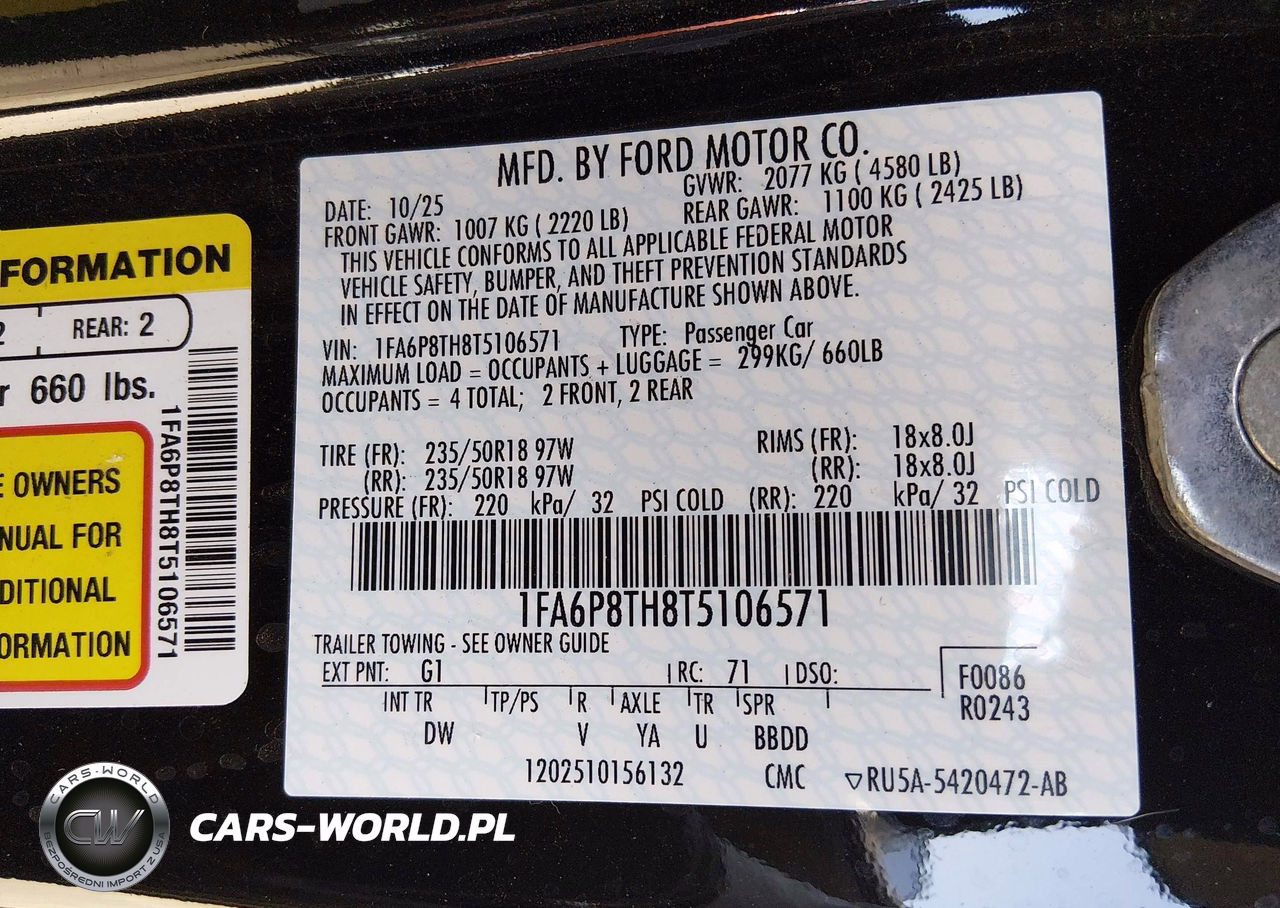 FORMATION
2 REAR: 2
r 660 lbs.
E OWNERS
NUAL FOR
DITIONAL
ORMATION
1FA6P8TH8T5106571
MFD. BY FORD MOTOR CO.
DATE: 10/25 GVWR: 2077 KG ( 4580 LB)
FRONT GAWR: 1007 KG ( 2220 LB) REAR GAWR: 1100 KG ( 2425 LB)
THIS VEHICLE CONFORMS TO ALL APPLICABLE FEDERAL MOTOR
VEHICLE SAFETY, BUMPER, AND THEFT PREVENTION STANDARDS
IN EFFECT ON THE DATE OF MANUFACTURE SHOWN ABOVE.
VIN: 1FA6P8TH8T5106571 TYPE: Passenger Car
MAXIMUM LOAD = OCCUPANTS + LUGGAGE = 299KG/ 660LB
OCCUPANTS = 4 TOTAL; 2 FRONT, 2 REAR
TIRE (FR): 235/50R18 97W RIMS (FR): 18x8.0J
(RR): 235/50R18 97W (RR): 18x8.0J
PRESSURE (FR): 220 kPa/ 32 PSI COLD (RR): 220 kPa/ 32 PSI COLD
1FA6P8TH8T5106571
TRAILER TOWING - SEE OWNER GUIDE
EXT PNT: G1 RC: 71 DSO:
F0086
R0243
INT TR TP/PS R AXLE TR SPR
DW V YA U BBDD
1202510156132 CMC ▽RU5A-5420472-AB
CARS-WORLD
CW
BEZPOŚREDNI IMPORT Z USA
CARS-WORLD.PL